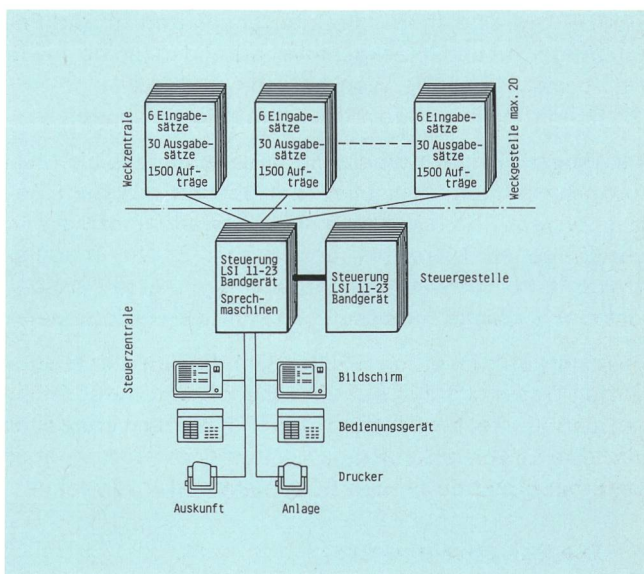 Weckzentrale
6 Eingabe-
sätze
30 Ausgabe-
sätze
1500 Auf-
träge
6 Eingabe-
sätze
30 Ausgabe-
sätze
1500 Auf-
träge
6 Eingabe-
sätze
30 Ausgabe-
sätze
1500 Auf-
träge
Weckgestelle max. 20
Steuerzentrale
Steuerung
LSI 11-23
Bandgerät
Sprech-
maschinen
Steuerung
LSI 11-23
Bandgerät
Steuergestelle
Bildschirm
Bedienungsgerät
Drucker
Auskunft
Anlage